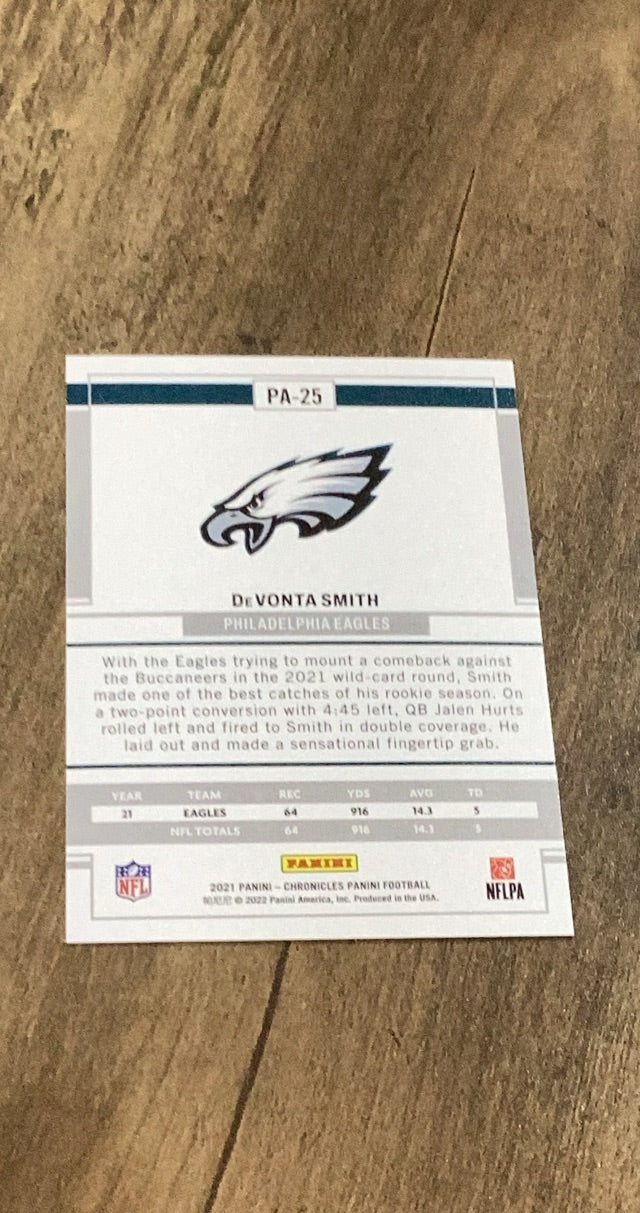 PA-25
DEVONTA SMITH
PHILADELPHIA EAGLES
With the Eagles trying to mount a comeback against
the Buccaneers in the 2021 wild-card round, Smith
made one of the best catches of his rookie season. On
a two-point conversion with 4:45 left, QB Jalen Hurts
rolled left and fired to Smith in double coverage. He
laid out and made a sensational fingertip grab.
YEAR TEAM REC YDS AVG TD
21 EAGLES 64 916 14.3 5
NFL TOTALS 64 916 14.3 5
PANINI
NFL
2021 PANINI – CHRONICLES PANINI FOOTBALL
帕尼尼 © 2022 Panini America, Inc. Produced in the USA.
NFLPA